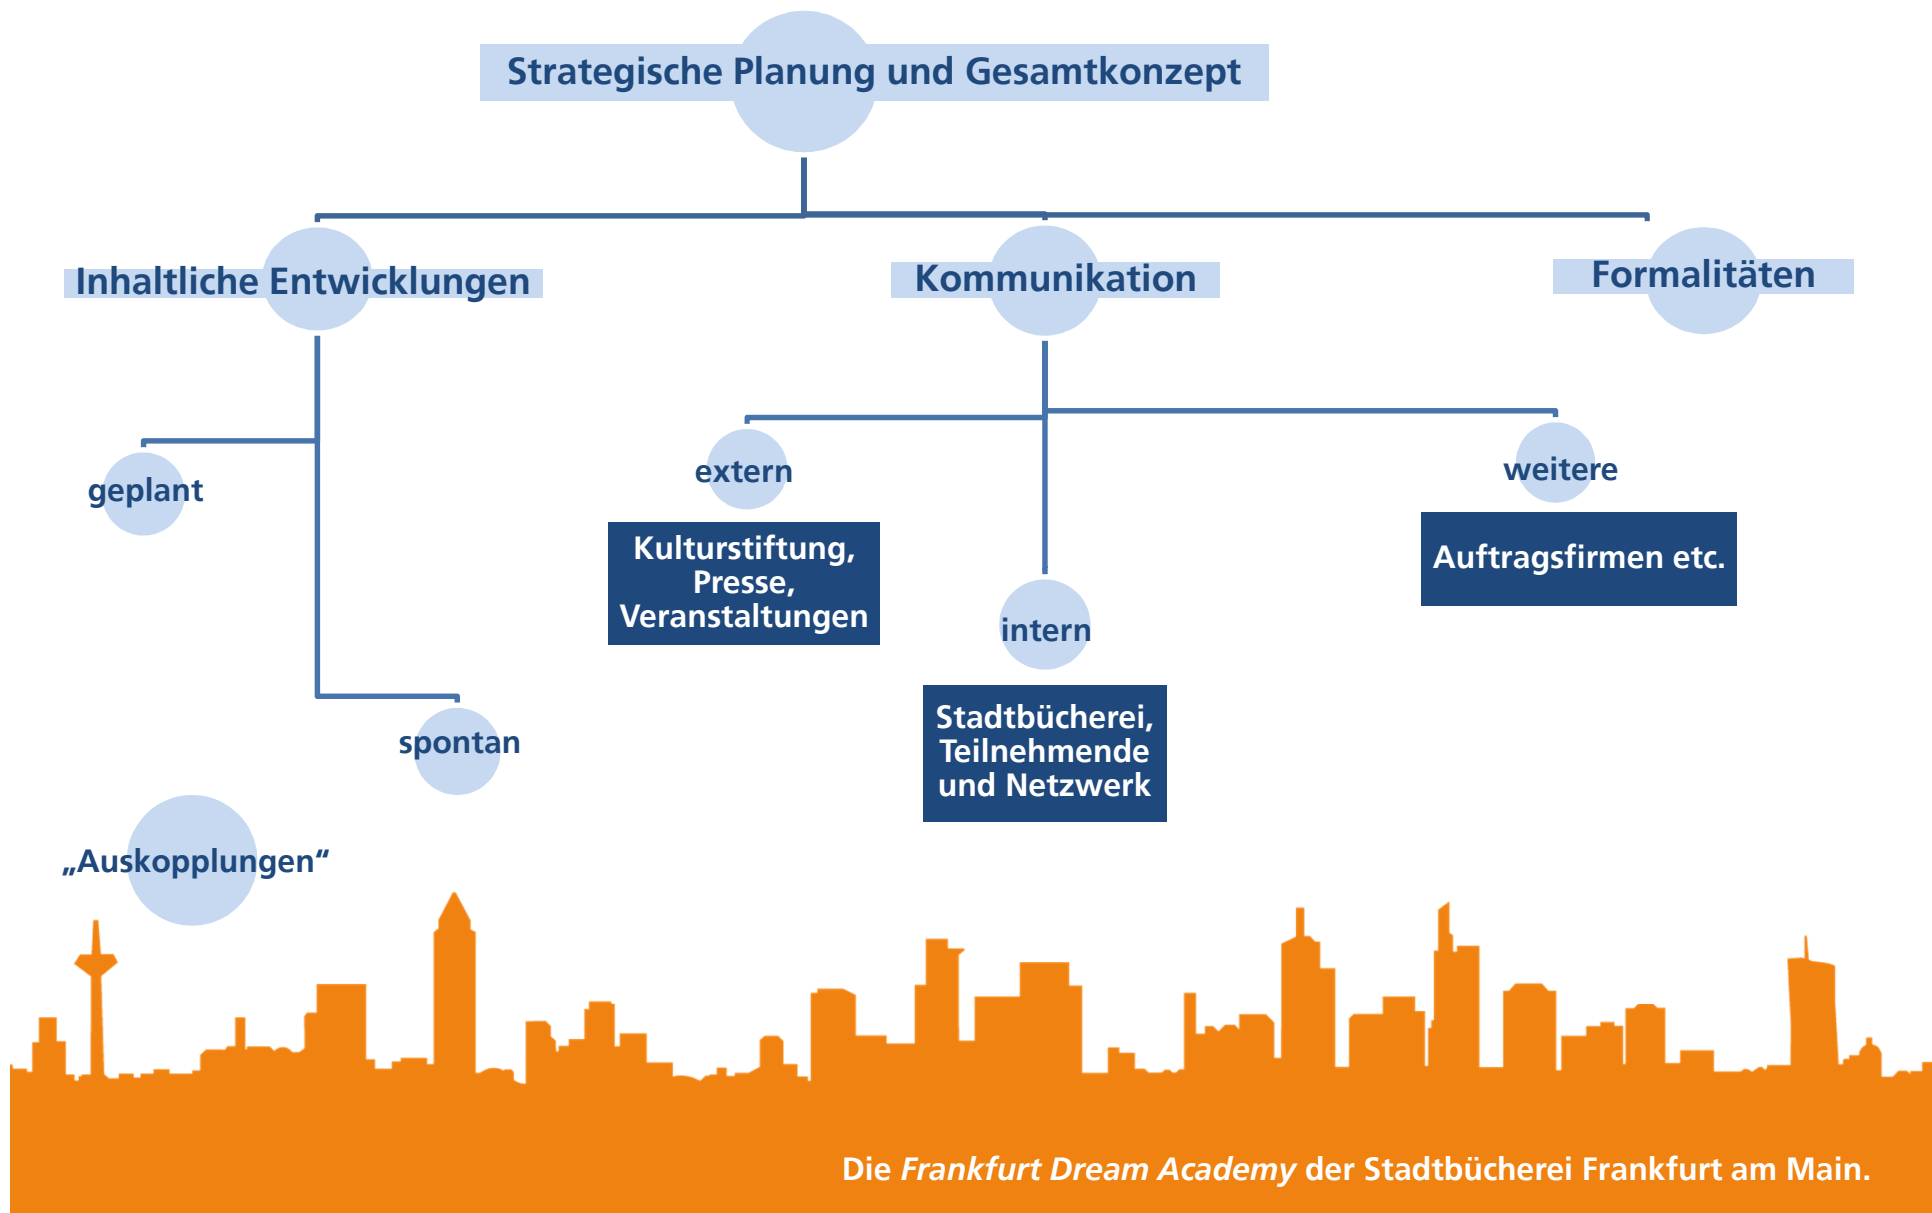 Strategische Planung und Gesamtkonzept
Inhaltliche Entwicklungen
Kommunikation
Formalitäten
geplant
spontan
„Auskopplungen“
extern
Kulturstiftung,
Presse,
Veranstaltungen
intern
Stadtbücherei,
Teilnehmende
und Netzwerk
weitere
Auftragsfirmen etc.
Die Frankfurt Dream Academy der Stadtbücherei Frankfurt am Main.